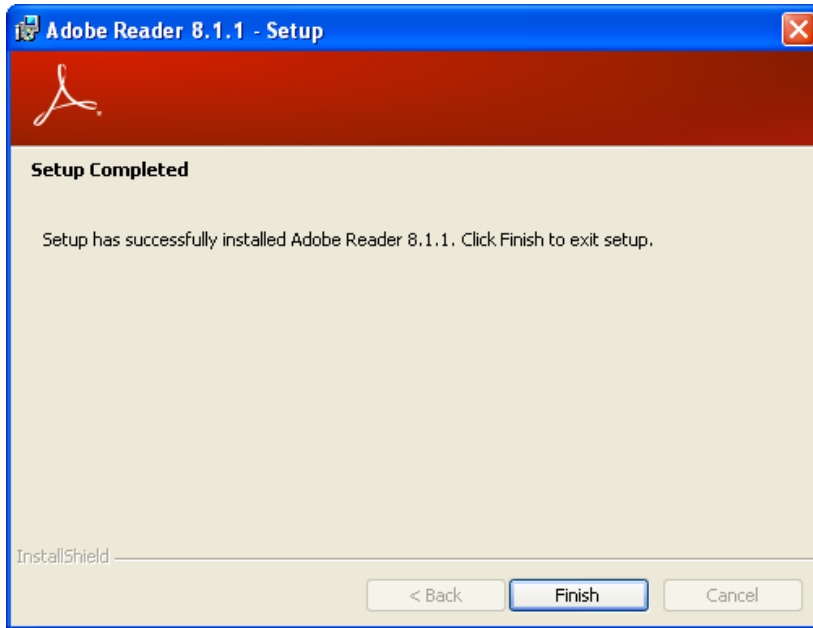 Adobe Reader 8.1.1 - Setup
Setup Completed
Setup has successfully installed Adobe Reader 8.1.1. Click Finish to exit setup.
InstallShield
< Back
Finish
Cancel